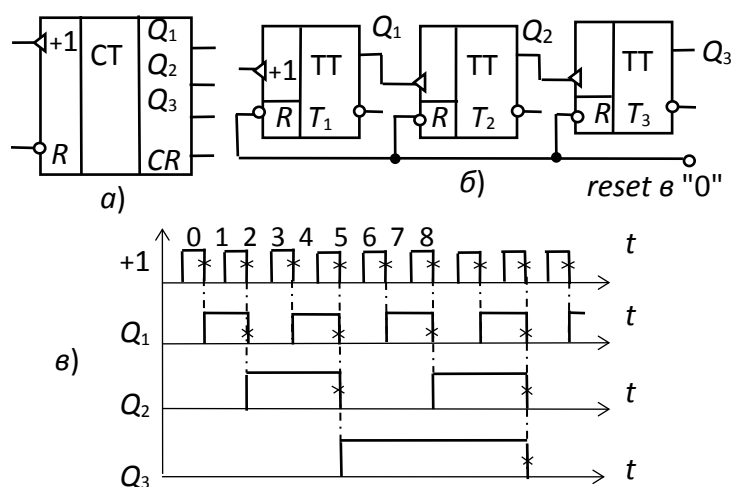 +1 CT Q1
Q2
Q3
R CR
а)
+1 TT Q1
R T1
TT Q2
R T2
TT Q3
R T3
б)
reset в "0"
0 1 2 3 4 5 6 7 8
+1 t
Q1 t
в)
Q2 t
Q3 t